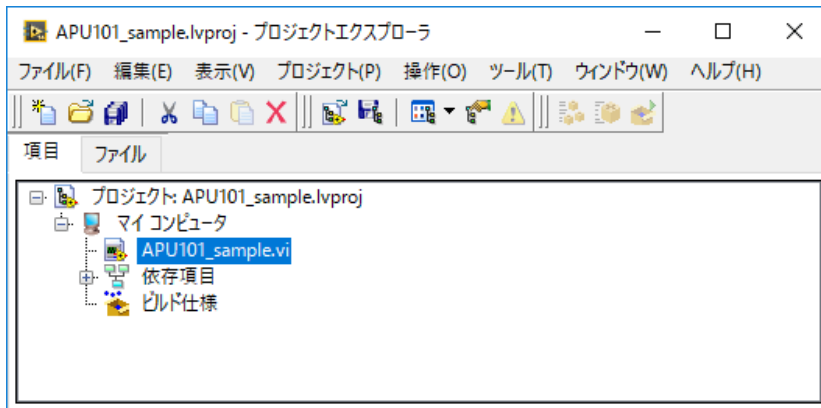 APU101_sample.lvproj - プロジェクトエクスプローラ
ファイル(F) 編集(E) 表示(V) プロジェクト(P) 操作(O) ツール(T) ウィンドウ(W) ヘルプ(H)
項目 ファイル
プロジェクト: APU101_sample.lvproj
マイ コンピュータ
APU101_sample.vi
依存項目
ビルド仕様